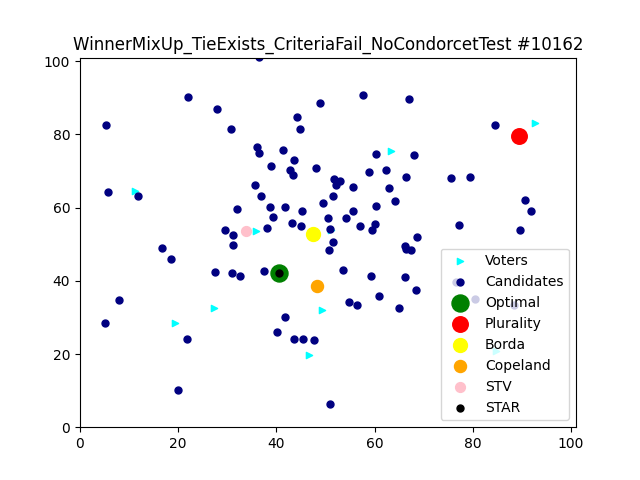 WinnerMixUp_TieExists_CriteriaFail_NoCondorcetTest #10162
100
80
60
40
20
0
0 20 40 60 80 100
Voters
Candidates
Optimal
Plurality
Borda
Copeland
STV
STAR